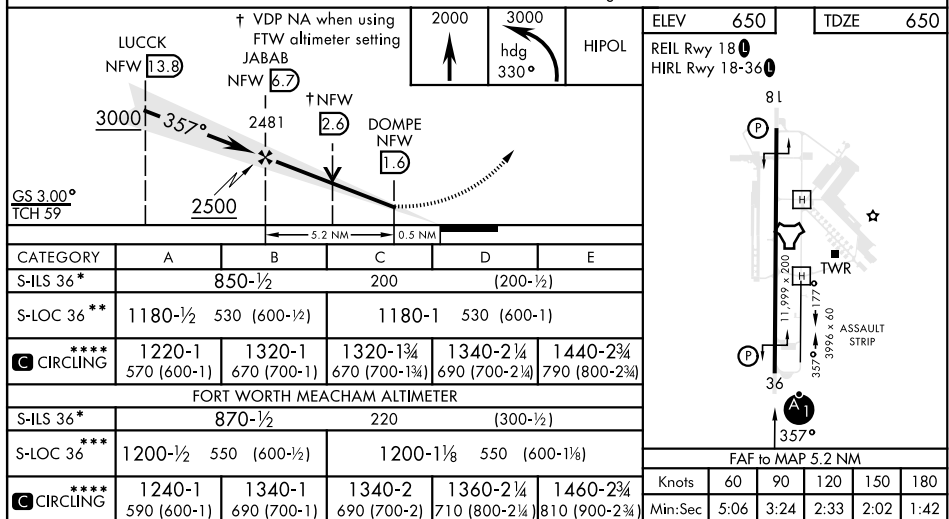 † VDP NA when using
FTW altimeter setting
LUCCK
NFW 13.8
JABAB
NFW 6.7
† NFW
2.6
DOMPE
NFW
1.6
3000
357°
2481
2500
GS 3.00°
TCH 59
5.2 NM
0.5 NM
2000
3000
hdg
330°
HIPOL
CATEGORY A B C D E
S-ILS 36* 850-½ 200 (200-½)
S-LOC 36** 1180-½ 530 (600-½) 1180-1 530 (600-1)
C CIRCLING**** 1220-1 1320-1 1320-1¾ 1340-2¼ 1440-2¾
570 (600-1) 670 (700-1) 670 (700-1¾) 690 (700-2¼) 790 (800-2¾)
FORT WORTH MEACHAM ALTIMETER
S-ILS 36* 870-½ 220 (300-½)
S-LOC 36*** 1200-½ 550 (600-½) 1200-1⅛ 550 (600-1⅛)
C CIRCLING**** 1240-1 1340-1 1340-2 1360-2¼ 1460-2¾
590 (600-1) 690 (700-1) 690 (700-2) 710 (800-2¼) 810 (900-2¾)
ELEV 650 TDZE 650
REIL Rwy 18 L
HIRL Rwy 18-36 L
18
P
H
TWR
H
11,999 x 200
177°
3996 x 60
357°
ASSAULT
STRIP
P
36
A1
357°
FAF to MAP 5.2 NM
Knots 60 90 120 150 180
Min:Sec 5:06 3:24 2:33 2:02 1:42